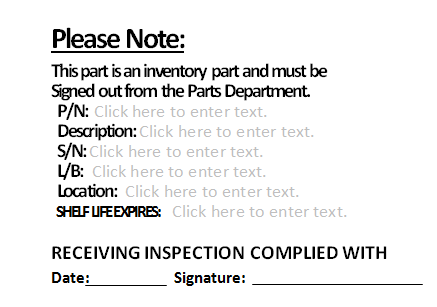 Please Note:
This part is an inventory part and must be
Signed out from the Parts Department.
P/N: Click here to enter text.
Description: Click here to enter text.
S/N: Click here to enter text.
L/B: Click here to enter text.
Location: Click here to enter text.
SHELF LIFE EXPIRES: Click here to enter text.
RECEIVING INSPECTION COMPLIED WITH
Date:__________ Signature: ____________________